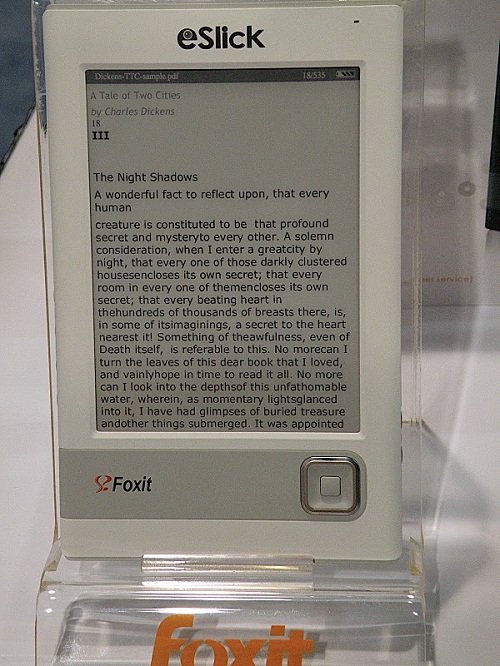 eSlick
Dickens-TTC-sample.pdf 18/535
A Tale of Two Cities
by Charles Dickens
18
III
The Night Shadows
A wonderful fact to reflect upon, that every
human
creature is constituted to be that profound
secret and mysteryto every other. A solemn
consideration, when I enter a greatcity by
night, that every one of those darkly clustered
housesencloses its own secret; that every
room in every one of themencloses its own
secret; that every beating heart in
thehundreds of thousands of breasts there, is,
in some of itsimaginings, a secret to the heart
nearest it! Something of theawfulness, even of
Death itself, is referable to this. No morecan I
turn the leaves of this dear book that I loved,
and vainlyhope in time to read it all. No more
can I look into the depthsof this unfathomable
water, wherein, as momentary lightsglanced
into it, I have had glimpses of buried treasure
andother things submerged. It was appointed
Foxit
foxit
service]